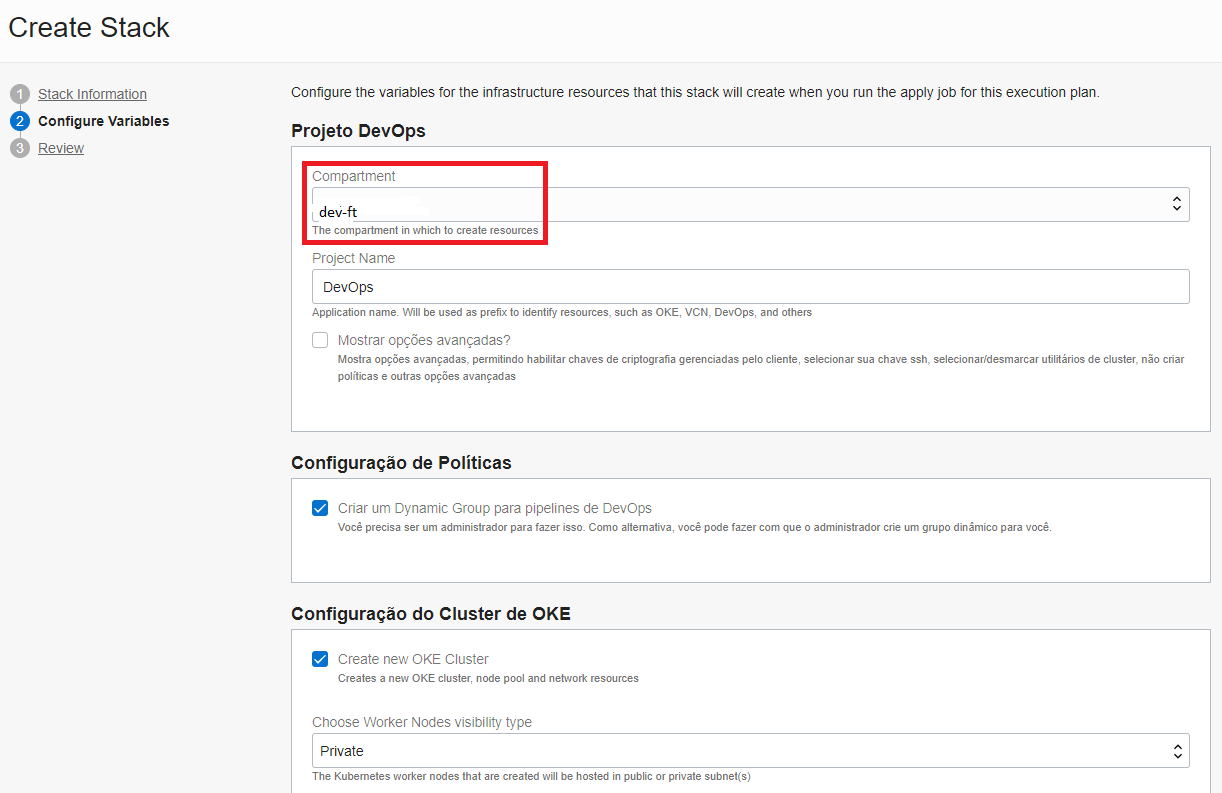 Create Stack
1 Stack Information
2 Configure Variables
3 Review
Configure the variables for the infrastructure resources that this stack will create when you run the apply job for this execution plan.
Projeto DevOps
Compartment
dev-ft
The compartment in which to create resources
Project Name
DevOps
Application name. Will be used as prefix to identify resources, such as OKE, VCN, DevOps, and others
Mostrar opções avançadas?
Mostra opções avançadas, permitindo habilitar chaves de criptografia gerenciadas pelo cliente, selecionar sua chave ssh, selecionar/desmarcar utilitários de cluster, não criar
políticas e outras opções avançadas
Configuração de Políticas
Criar um Dynamic Group para pipelines de DevOps
Você precisa ser um administrador para fazer isso. Como alternativa, você pode fazer com que o administrador crie um grupo dinâmico para você.
Configuração do Cluster de OKE
Create new OKE Cluster
Creates a new OKE cluster, node pool and network resources
Choose Worker Nodes visibility type
Private
The Kubernetes worker nodes that are created will be hosted in public or private subnet(s)